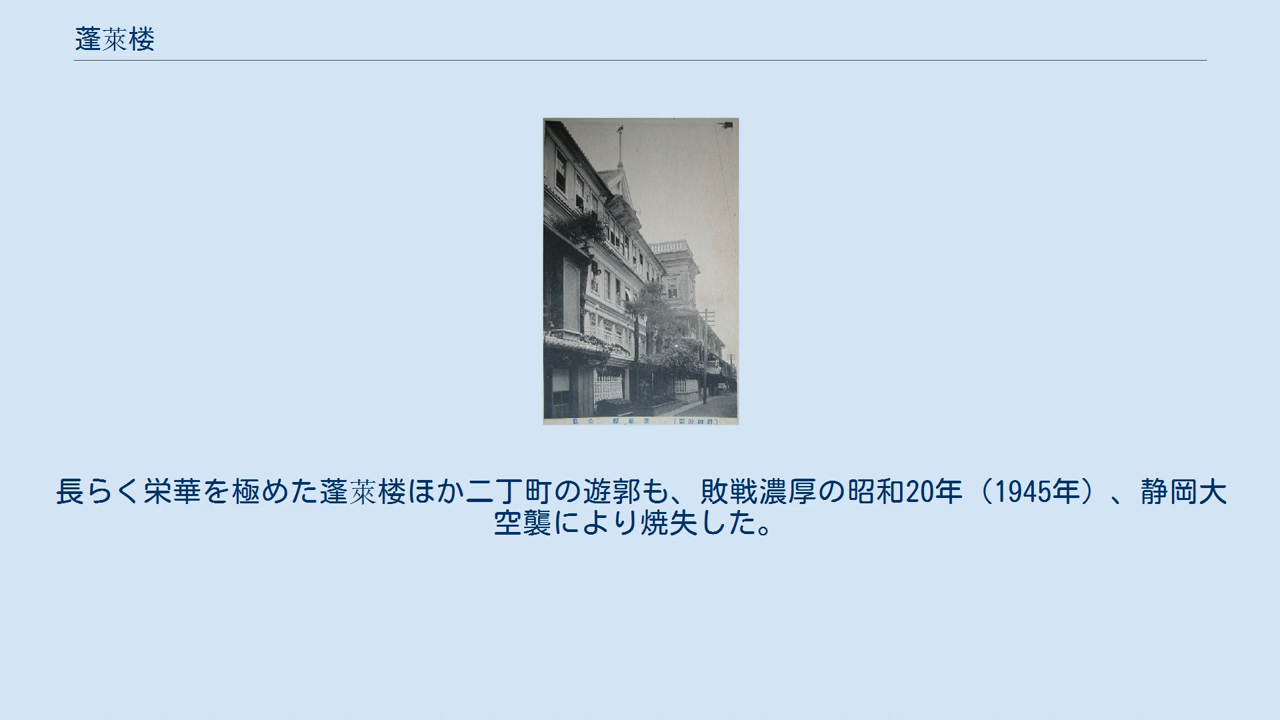 蓬萊楼
長らく栄華を極めた蓬萊楼ほか二丁町の遊郭も、敗戦濃厚の昭和20年（1945年）、静岡大
空襲により焼失した。